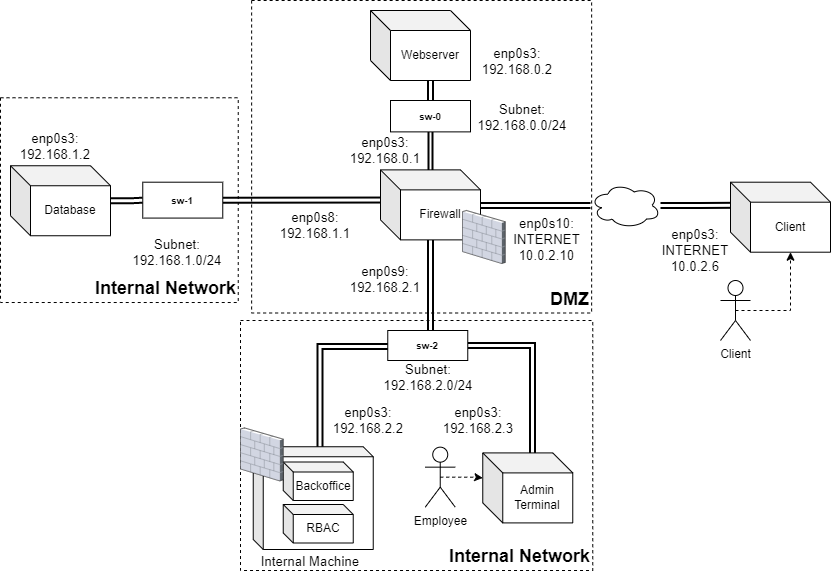 Webserver
enp0s3:
192.168.0.2
sw-0
Subnet:
192.168.0.0/24
enp0s3:
192.168.0.1
enp0s3:
192.168.1.2
Database
sw-1
Subnet:
192.168.1.0/24
Internal Network
enp0s8:
192.168.1.1
Firewall
enp0s10:
INTERNET
10.0.2.10
enp0s9:
192.168.2.1
DMZ
enp0s3:
INTERNET
10.0.2.6
Client
Client
sw-2
Subnet:
192.168.2.0/24
enp0s3:
192.168.2.2
enp0s3:
192.168.2.3
Backoffice
RBAC
Internal Machine
Employee
Admin
Terminal
Internal Network